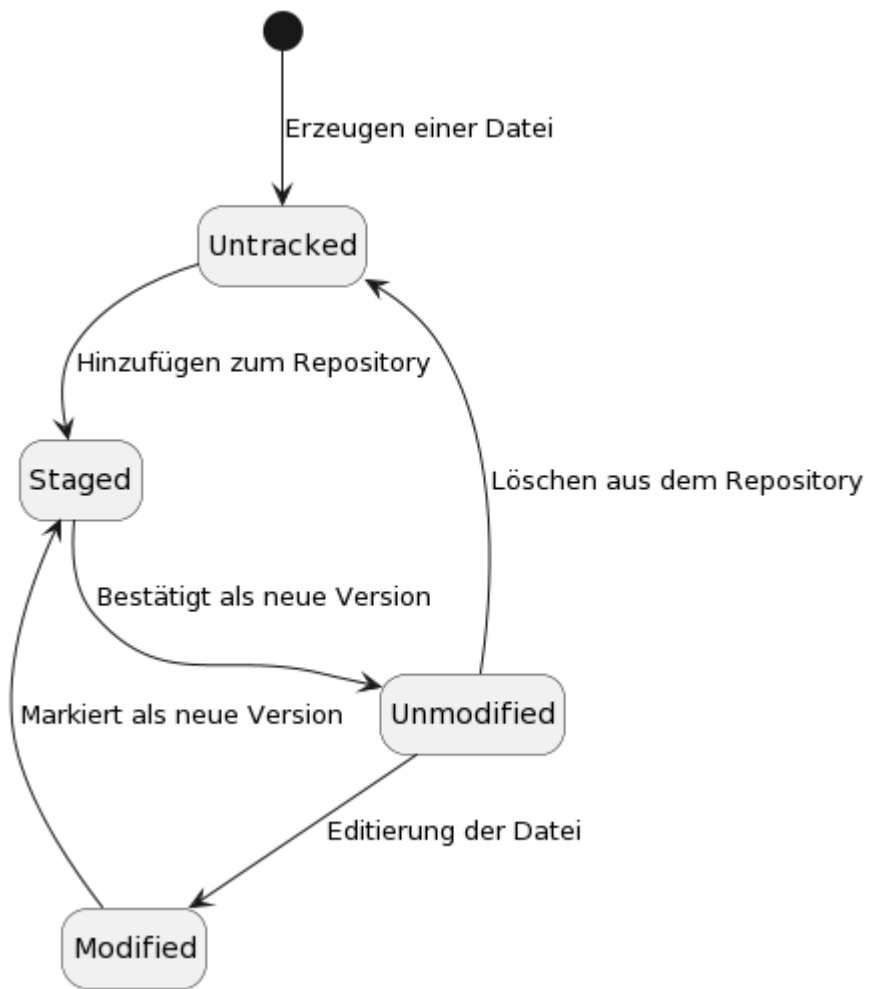 Erzeugen einer Datei
Untracked
Hinzufügen zum Repository
Staged
Löschen aus dem Repository
Bestätigt als neue Version
Markiert als neue Version
Unmodified
Editierung der Datei
Modified